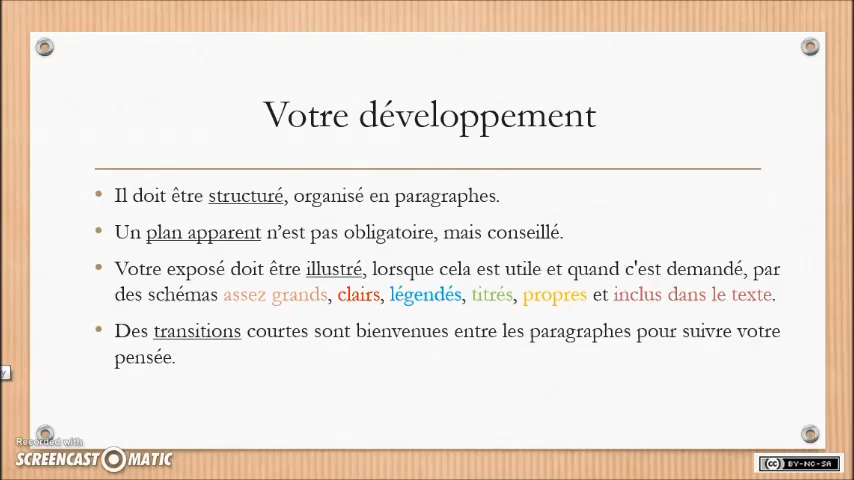 Votre développement
• Il doit être structuré, organisé en paragraphes.
• Un plan apparent n’est pas obligatoire, mais conseillé.
• Votre exposé doit être illustré, lorsque cela est utile et quand c'est demandé, par
des schémas assez grands, clairs, légendés, titrés, propres et inclus dans le texte.
• Des transitions courtes sont bienvenues entre les paragraphes pour suivre votre
pensée.
y
Recorded with
SCREENCAST-O-MATIC
cc BY-NC-SA